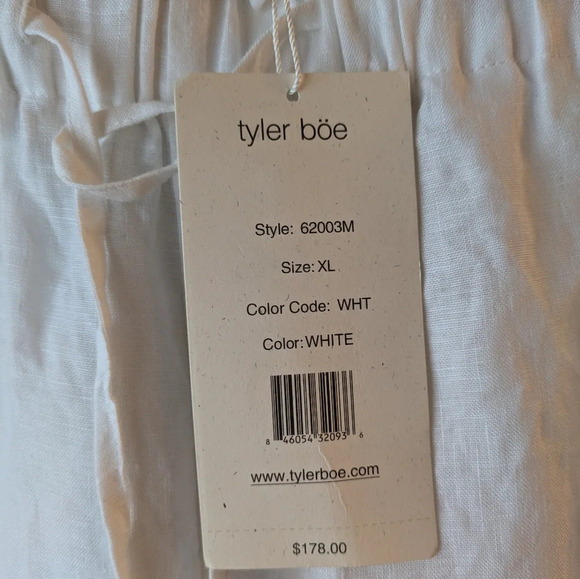 tyler böe
Style: 62003M
Size: XL
Color Code: WHT
Color: WHITE
8 46054 32093 6
www.tylerboe.com
$178.00